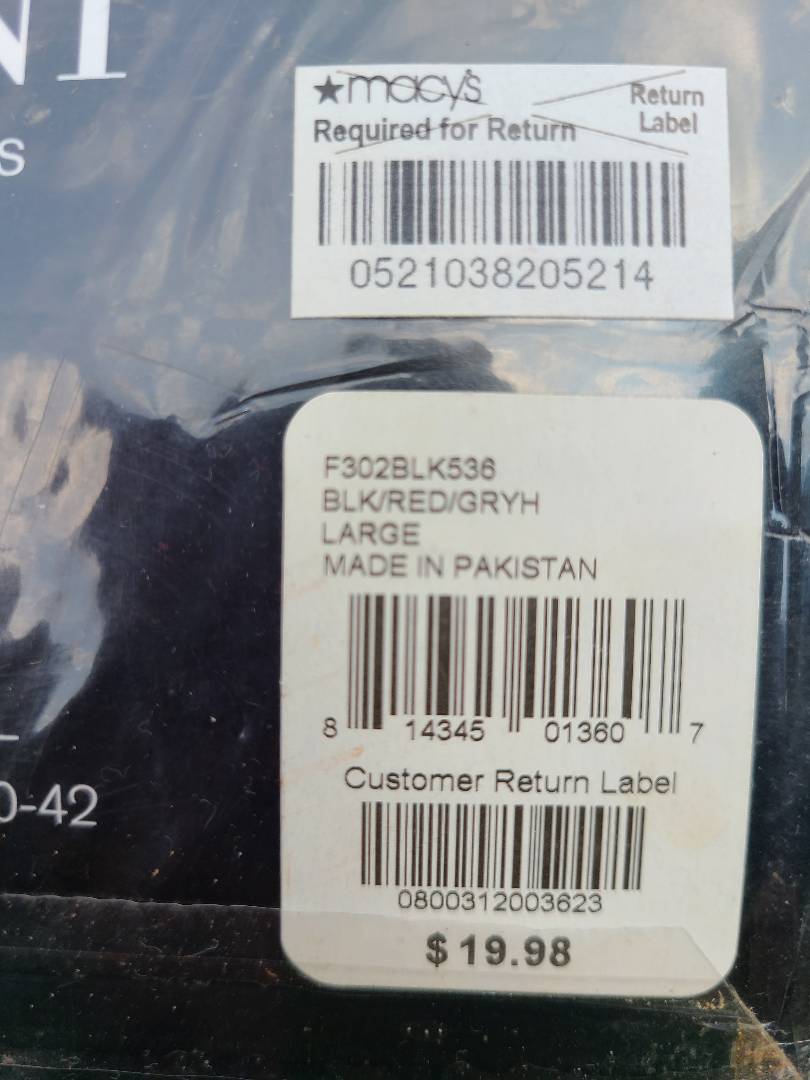 NI
S
★macy's
Return
Label
Required for Return
0521038205214
F302BLK536
BLK/RED/GRYH
LARGE
MADE IN PAKISTAN
8 14345 01360 7
Customer Return Label
0800312003623
$19.98
0-42